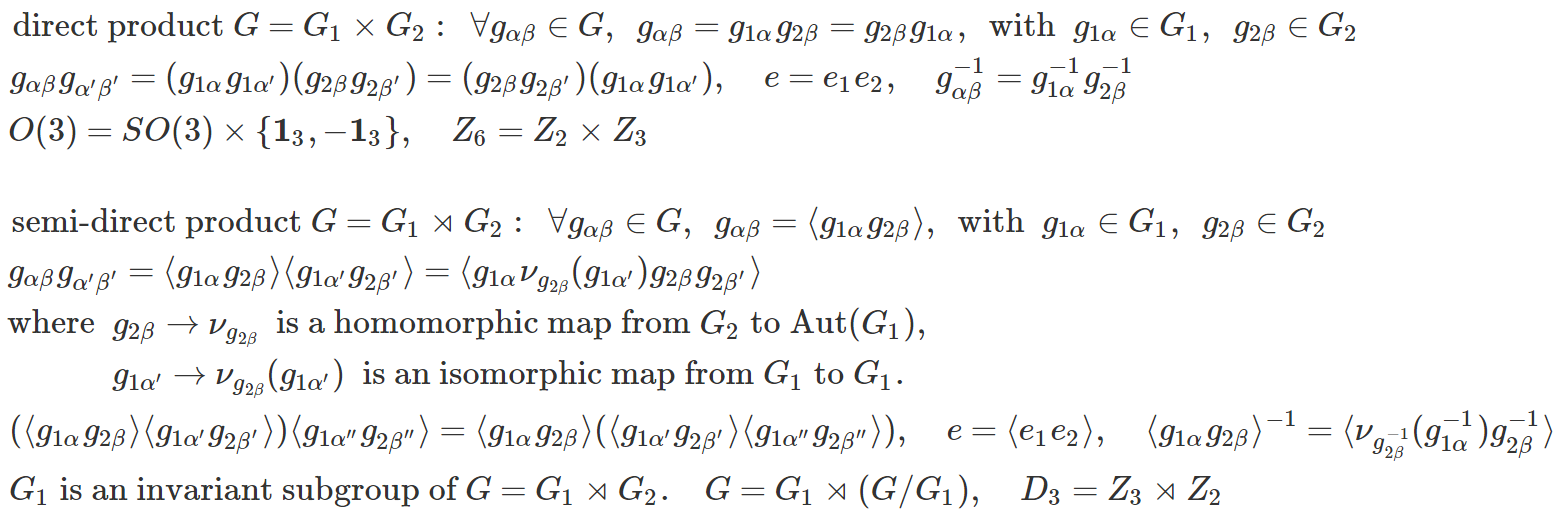 direct product G = G₁ × G₂ : ∀g_{αβ} ∈ G, g_{αβ} = g_{1α}g_{2β} = g_{2β}g_{1α}, with g_{1α} ∈ G₁, g_{2β} ∈ G₂
g_{αβ}g_{α′β′} = (g_{1α}g_{1α′})(g_{2β}g_{2β′}) = (g_{2β}g_{2β′})(g_{1α}g_{1α′}), e = e₁e₂, g_{αβ}^{−1} = g_{1α}^{−1}g_{2β}^{−1}
O(3) = SO(3) × {𝟏₃, −𝟏₃}, Z₆ = Z₂ × Z₃
semi-direct product G = G₁ ⋊ G₂ : ∀g_{αβ} ∈ G, g_{αβ} = ⟨g_{1α}g_{2β}⟩, with g_{1α} ∈ G₁, g_{2β} ∈ G₂
g_{αβ}g_{α′β′} = ⟨g_{1α}g_{2β}⟩⟨g_{1α′}g_{2β′}⟩ = ⟨g_{1α}ν_{g_{2β}}(g_{1α′})g_{2β}g_{2β′}⟩
where g_{2β} → ν_{g_{2β}} is a homomorphic map from G₂ to Aut(G₁),
g_{1α′} → ν_{g_{2β}}(g_{1α′}) is an isomorphic map from G₁ to G₁.
(⟨g_{1α}g_{2β}⟩⟨g_{1α′}g_{2β′}⟩)⟨g_{1α″}g_{2β″}⟩ = ⟨g_{1α}g_{2β}⟩(⟨g_{1α′}g_{2β′}⟩⟨g_{1α″}g_{2β″}⟩), e = ⟨e₁e₂⟩, ⟨g_{1α}g_{2β}⟩^{−1} = ⟨ν_{g_{2β}^{−1}}(g_{1α}^{−1})g_{2β}^{−1}⟩
G₁ is an invariant subgroup of G = G₁ ⋊ G₂. G = G₁ ⋊ (G/G₁), D₃ = Z₃ ⋊ Z₂